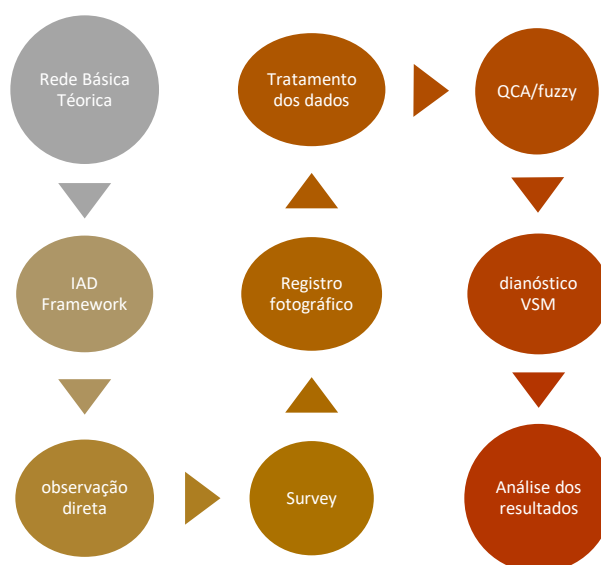 Rede Básica
Téorica
IAD
Framework
observação
direta
Survey
Registro
fotográfico
Tratamento
dos dados
QCA/fuzzy
dianóstico
VSM
Análise dos
resultados